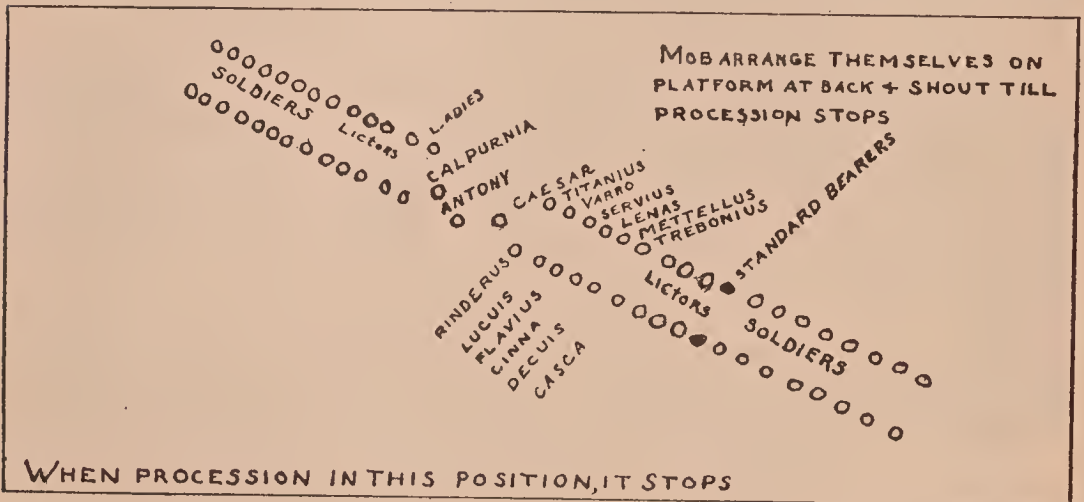 MOB ARRANGE THEMSELVES ON
PLATFORM AT BACK & SHOUT TILL
PROCESSION STOPS
SOLDIERS
LICTORS
LADIES
CALPURNIA
ANTONY
CAESAR
TITANIUS
VARRO
SERVIUS
LENAS
METTELLUS
TREBONIUS
STANDARD BEARERS
RINDERUS
LUCUIS
FLAVIUS
CINNA
DECUIS
CASCA
LICTORS
SOLDIERS
WHEN PROCESSION IN THIS POSITION, IT STOPS